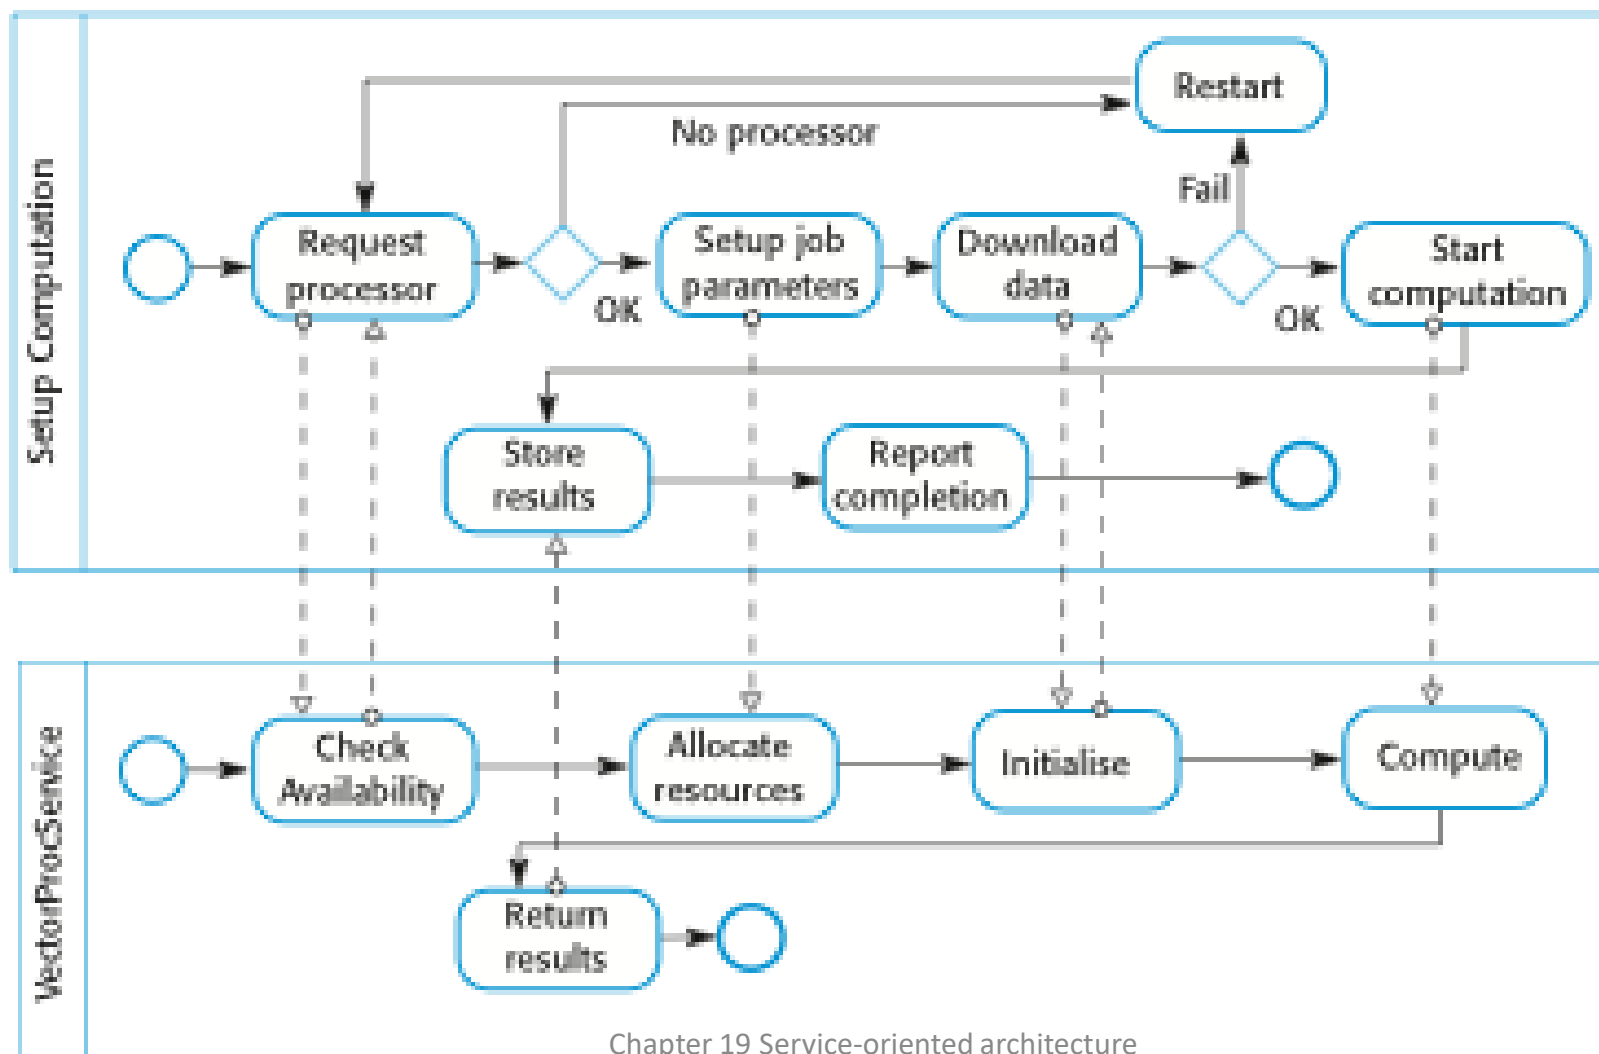 Setup Computation
Restart
No processor
Fail
Request
processor
OK
Setup job
parameters
Download
data
OK
Start
computation
Store
results
Report
completion
VectorProcService
Check
Availability
Allocate
resources
Initialise
Compute
Return
results
Chapter 19 Service-oriented architecture